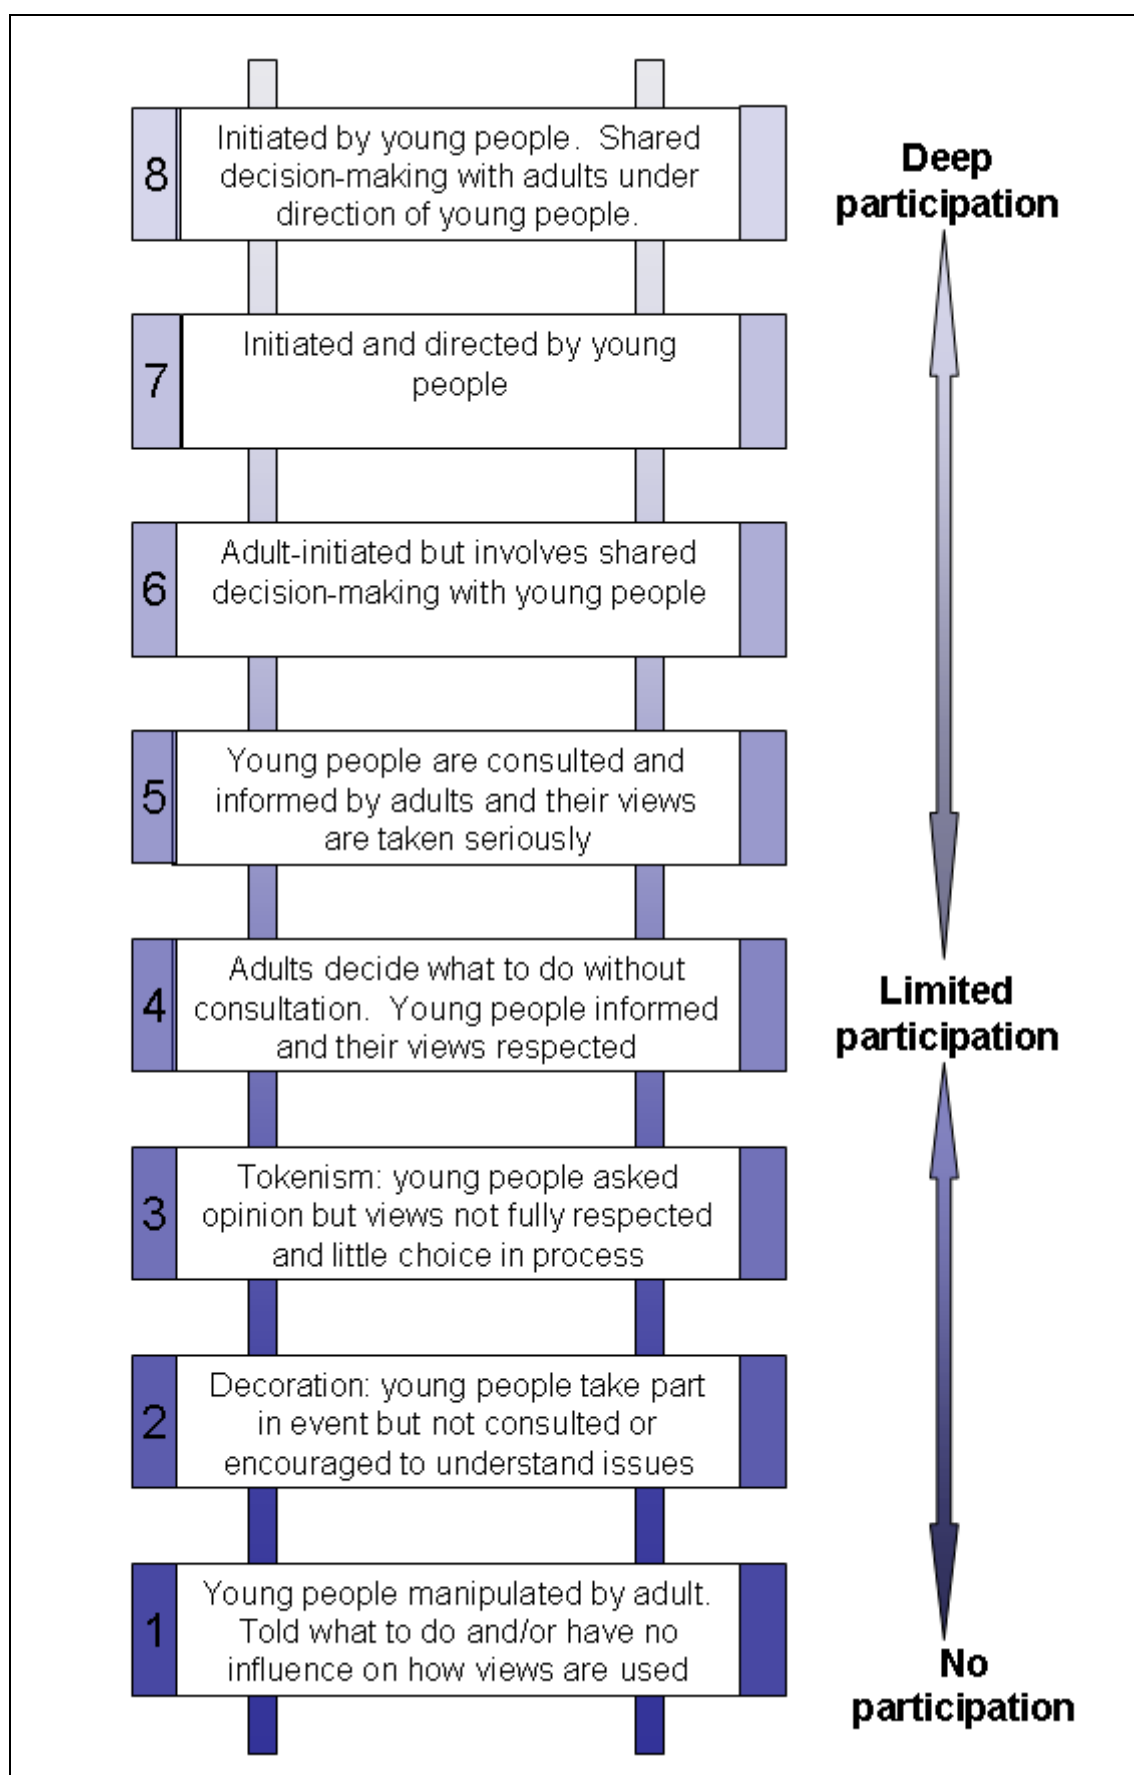 8
Initiated by young people.  Shared
decision-making with adults under
direction of young people.
Deep
participation
7
Initiated and directed by young
people
6
Adult-initiated but involves shared
decision-making with young people
5
Young people are consulted and
informed by adults and their views
are taken seriously
4
Adults decide what to do without
consultation.  Young people informed
and their views respected
Limited
participation
3
Tokenism: young people asked
opinion but views not fully respected
and little choice in process
2
Decoration: young people take part
in event but not consulted or
encouraged to understand issues
1
Young people manipulated by adult.
Told what to do and/or have no
influence on how views are used
No
participation